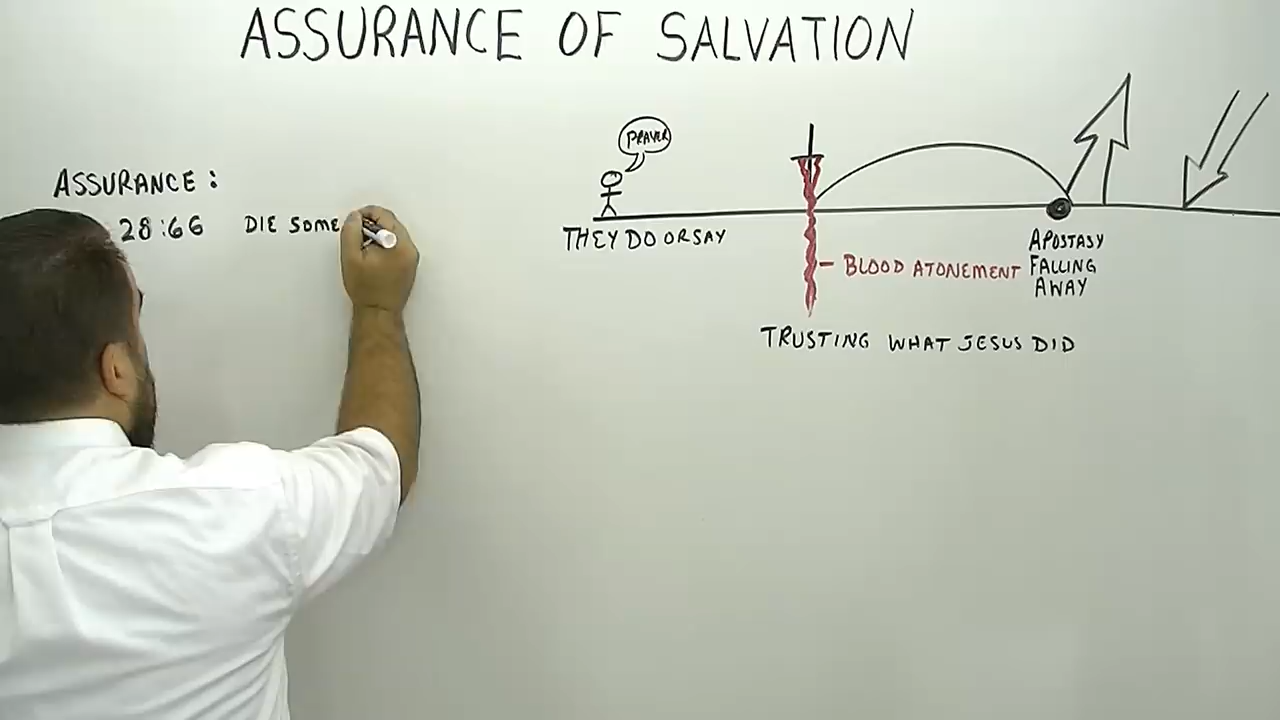 ASSURANCE OF SALVATION
PRAYER
ASSURANCE:
28:66 DIE SOME
THEY DO OR SAY
BLOOD ATONEMENT
APOSTASY
FALLING
AWAY
TRUSTING WHAT JESUS DID